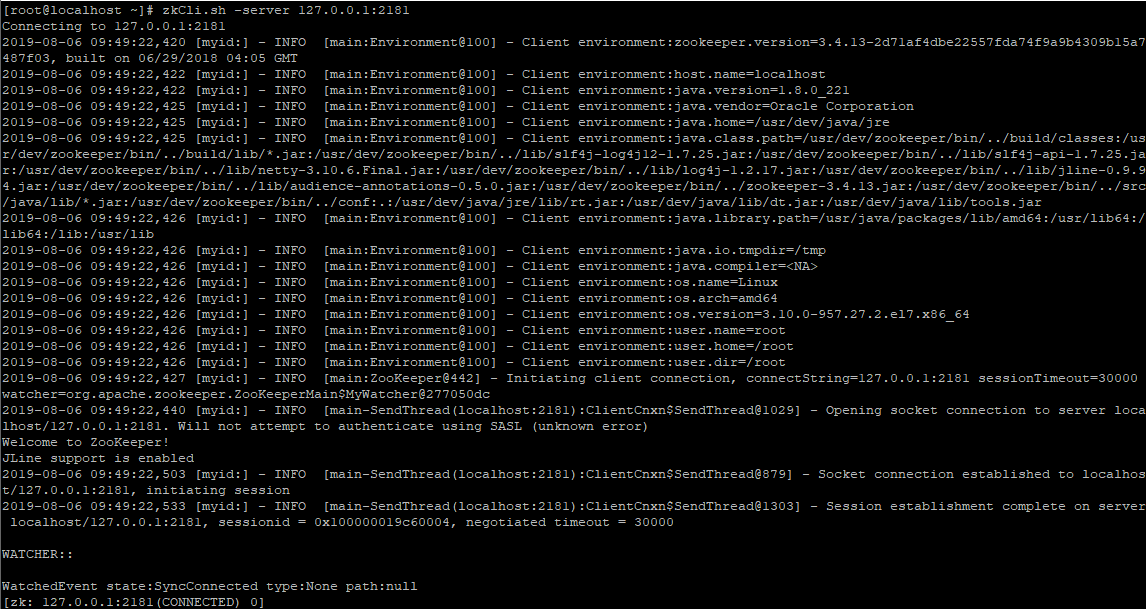 [root@localhost ~]# zkCli.sh -server 127.0.0.1:2181
Connecting to 127.0.0.1:2181
2019-08-06 09:49:22,420 [myid:] - INFO  [main:Environment@100] - Client environment:zookeeper.version=3.4.13-2d71af4dbe22557fda74f9a9b4309b15a7
487f03, built on 06/29/2018 04:05 GMT
2019-08-06 09:49:22,422 [myid:] - INFO  [main:Environment@100] - Client environment:host.name=localhost
2019-08-06 09:49:22,422 [myid:] - INFO  [main:Environment@100] - Client environment:java.version=1.8.0_221
2019-08-06 09:49:22,425 [myid:] - INFO  [main:Environment@100] - Client environment:java.vendor=Oracle Corporation
2019-08-06 09:49:22,425 [myid:] - INFO  [main:Environment@100] - Client environment:java.home=/usr/dev/java/jre
2019-08-06 09:49:22,425 [myid:] - INFO  [main:Environment@100] - Client environment:java.class.path=/usr/dev/zookeeper/bin/../build/classes:/us
r/dev/zookeeper/bin/../build/lib/*.jar:/usr/dev/zookeeper/bin/../lib/slf4j-log4j12-1.7.25.jar:/usr/dev/zookeeper/bin/../lib/slf4j-api-1.7.25.ja
r:/usr/dev/zookeeper/bin/../lib/netty-3.10.6.Final.jar:/usr/dev/zookeeper/bin/../lib/log4j-1.2.17.jar:/usr/dev/zookeeper/bin/../lib/jline-0.9.9
4.jar:/usr/dev/zookeeper/bin/../lib/audience-annotations-0.5.0.jar:/usr/dev/zookeeper/bin/../zookeeper-3.4.13.jar:/usr/dev/zookeeper/bin/../src
/java/lib/*.jar:/usr/dev/zookeeper/bin/../conf:.:/usr/dev/java/jre/lib/rt.jar:/usr/dev/java/lib/dt.jar:/usr/dev/java/lib/tools.jar
2019-08-06 09:49:22,426 [myid:] - INFO  [main:Environment@100] - Client environment:java.library.path=/usr/java/packages/lib/amd64:/usr/lib64:/
lib64:/lib:/usr/lib
2019-08-06 09:49:22,426 [myid:] - INFO  [main:Environment@100] - Client environment:java.io.tmpdir=/tmp
2019-08-06 09:49:22,426 [myid:] - INFO  [main:Environment@100] - Client environment:java.compiler=<NA>
2019-08-06 09:49:22,426 [myid:] - INFO  [main:Environment@100] - Client environment:os.name=Linux
2019-08-06 09:49:22,426 [myid:] - INFO  [main:Environment@100] - Client environment:os.arch=amd64
2019-08-06 09:49:22,426 [myid:] - INFO  [main:Environment@100] - Client environment:os.version=3.10.0-957.27.2.el7.x86_64
2019-08-06 09:49:22,426 [myid:] - INFO  [main:Environment@100] - Client environment:user.name=root
2019-08-06 09:49:22,426 [myid:] - INFO  [main:Environment@100] - Client environment:user.home=/root
2019-08-06 09:49:22,426 [myid:] - INFO  [main:Environment@100] - Client environment:user.dir=/root
2019-08-06 09:49:22,427 [myid:] - INFO  [main:ZooKeeper@442] - Initiating client connection, connectString=127.0.0.1:2181 sessionTimeout=30000
watcher=org.apache.zookeeper.ZooKeeperMain$MyWatcher@277050dc
2019-08-06 09:49:22,440 [myid:] - INFO  [main-SendThread(localhost:2181):ClientCnxn$SendThread@1029] - Opening socket connection to server loca
lhost/127.0.0.1:2181. Will not attempt to authenticate using SASL (unknown error)
Welcome to ZooKeeper!
JLine support is enabled
2019-08-06 09:49:22,503 [myid:] - INFO  [main-SendThread(localhost:2181):ClientCnxn$SendThread@879] - Socket connection established to localhos
t/127.0.0.1:2181, initiating session
2019-08-06 09:49:22,533 [myid:] - INFO  [main-SendThread(localhost:2181):ClientCnxn$SendThread@1303] - Session establishment complete on server
 localhost/127.0.0.1:2181, sessionid = 0x100000019c60004, negotiated timeout = 30000
WATCHER::
WatchedEvent state:SyncConnected type:None path:null
[zk: 127.0.0.1:2181(CONNECTED) 0]